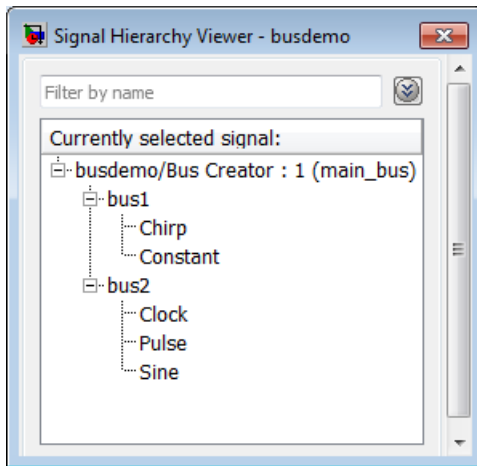 Signal Hierarchy Viewer - busdemo
Filter by name
Currently selected signal:
busdemo/Bus Creator : 1 (main_bus)
bus1
Chirp
Constant
bus2
Clock
Pulse
Sine